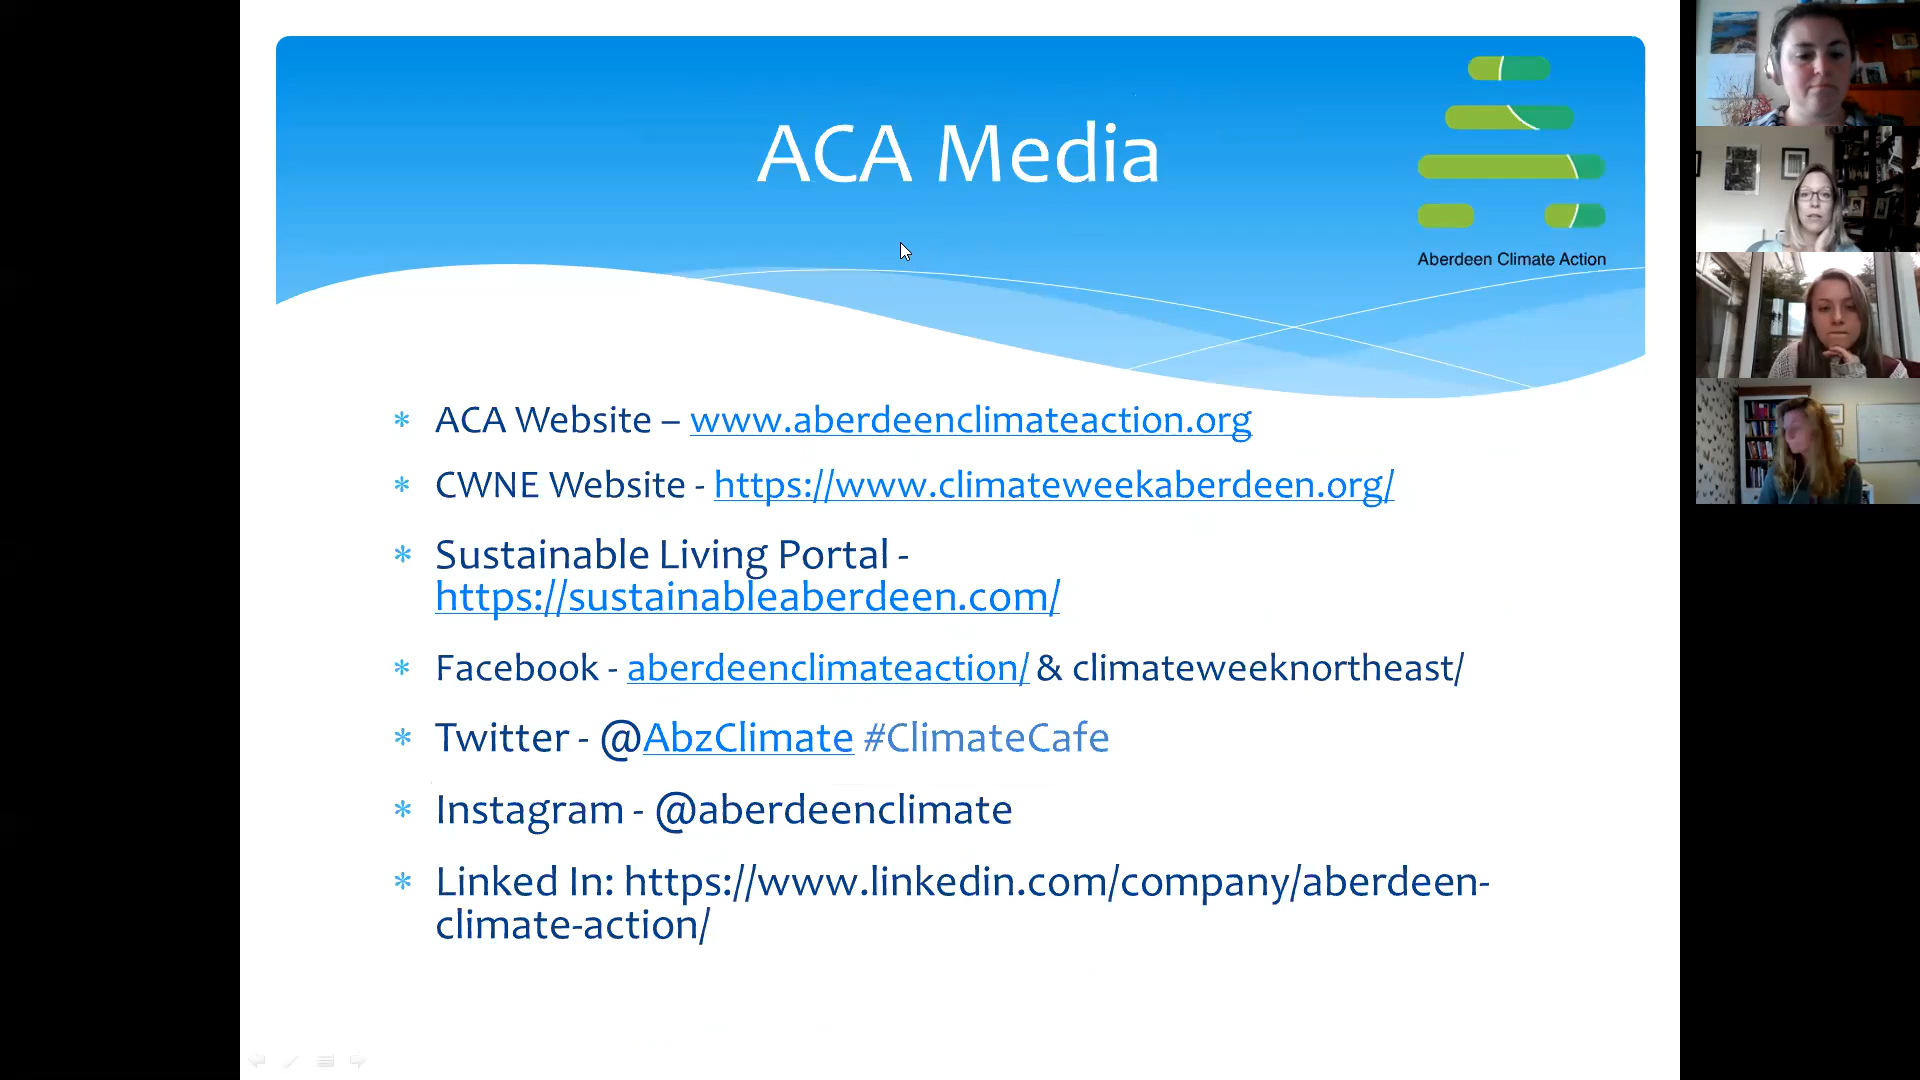 ACA Media
Aberdeen Climate Action
* ACA Website – www.aberdeenclimateaction.org
* CWNE Website - https://www.climateweekaberdeen.org/
* Sustainable Living Portal -
https://sustainableaberdeen.com/
* Facebook - aberdeenclimateaction/ & climateweeknortheast/
* Twitter - @AbzClimate #ClimateCafe
* Instagram - @aberdeenclimate
* Linked In: https://www.linkedin.com/company/aberdeen-
climate-action/